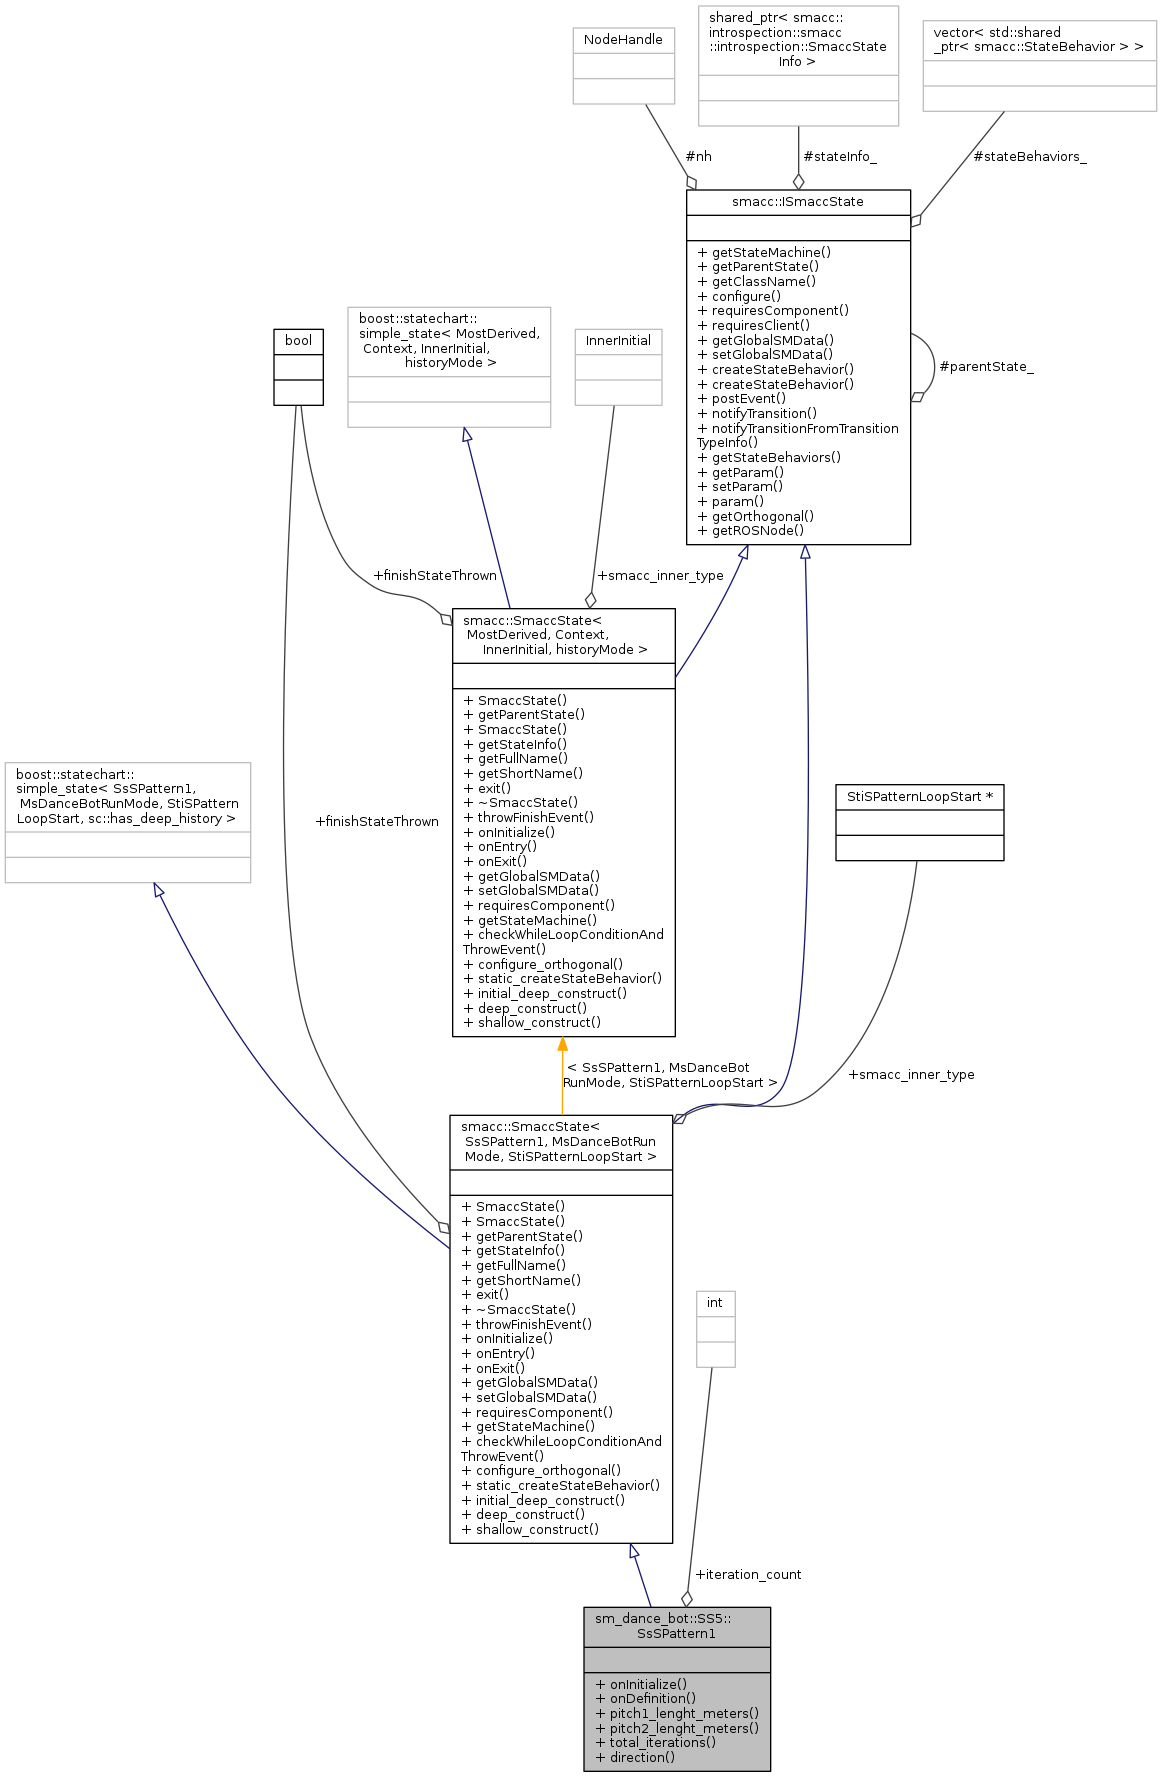 NodeHandle
shared_ptr< smacc::
introspection::smacc
::introspection::SmaccState
Info >
vector< std::shared
_ptr< smacc::StateBehavior > >
#nh
#stateInfo_
#stateBehaviors_
smacc::ISmaccState
+ getStateMachine()
+ getParentState()
+ getClassName()
+ configure()
+ requiresComponent()
+ requiresClient()
+ getGlobalSMData()
+ setGlobalSMData()
+ createStateBehavior()
+ createStateBehavior()
+ postEvent()
+ notifyTransition()
+ notifyTransitionFromTransition
TypeInfo()
+ getStateBehaviors()
+ getParam()
+ setParam()
+ param()
+ getOrthogonal()
+ getROSNode()
#parentState_
bool
boost::statechart::
simple_state< MostDerived,
Context, InnerInitial,
historyMode >
InnerInitial
+finishStateThrown
+smacc_inner_type
smacc::SmaccState<
MostDerived, Context,
InnerInitial, historyMode >
+ SmaccState()
+ getParentState()
+ SmaccState()
+ getStateInfo()
+ getFullName()
+ getShortName()
+ exit()
+ ~SmaccState()
+ throwFinishEvent()
+ onInitialize()
+ onEntry()
+ onExit()
+ getGlobalSMData()
+ setGlobalSMData()
+ requiresComponent()
+ getStateMachine()
+ checkWhileLoopConditionAnd
ThrowEvent()
+ configure_orthogonal()
+ static_createStateBehavior()
+ initial_deep_construct()
+ deep_construct()
+ shallow_construct()
boost::statechart::
simple_state< SsSPattern1,
MsDanceBotRunMode, StiSPattern
LoopStart, sc::has_deep_history >
+finishStateThrown
StiSPatternLoopStart *
< SsSPattern1, MsDanceBot
RunMode, StiSPatternLoopStart >
+smacc_inner_type
smacc::SmaccState<
SsSPattern1, MsDanceBotRun
Mode, StiSPatternLoopStart >
+ SmaccState()
+ SmaccState()
+ getParentState()
+ getStateInfo()
+ getFullName()
+ getShortName()
+ exit()
+ ~SmaccState()
+ throwFinishEvent()
+ onInitialize()
+ onEntry()
+ onExit()
+ getGlobalSMData()
+ setGlobalSMData()
+ requiresComponent()
+ getStateMachine()
+ checkWhileLoopConditionAnd
ThrowEvent()
+ configure_orthogonal()
+ static_createStateBehavior()
+ initial_deep_construct()
+ deep_construct()
+ shallow_construct()
int
+iteration_count
sm_dance_bot::SS5::
SsSPattern1
+ onInitialize()
+ onDefinition()
+ pitch1_lenght_meters()
+ pitch2_lenght_meters()
+ total_iterations()
+ direction()